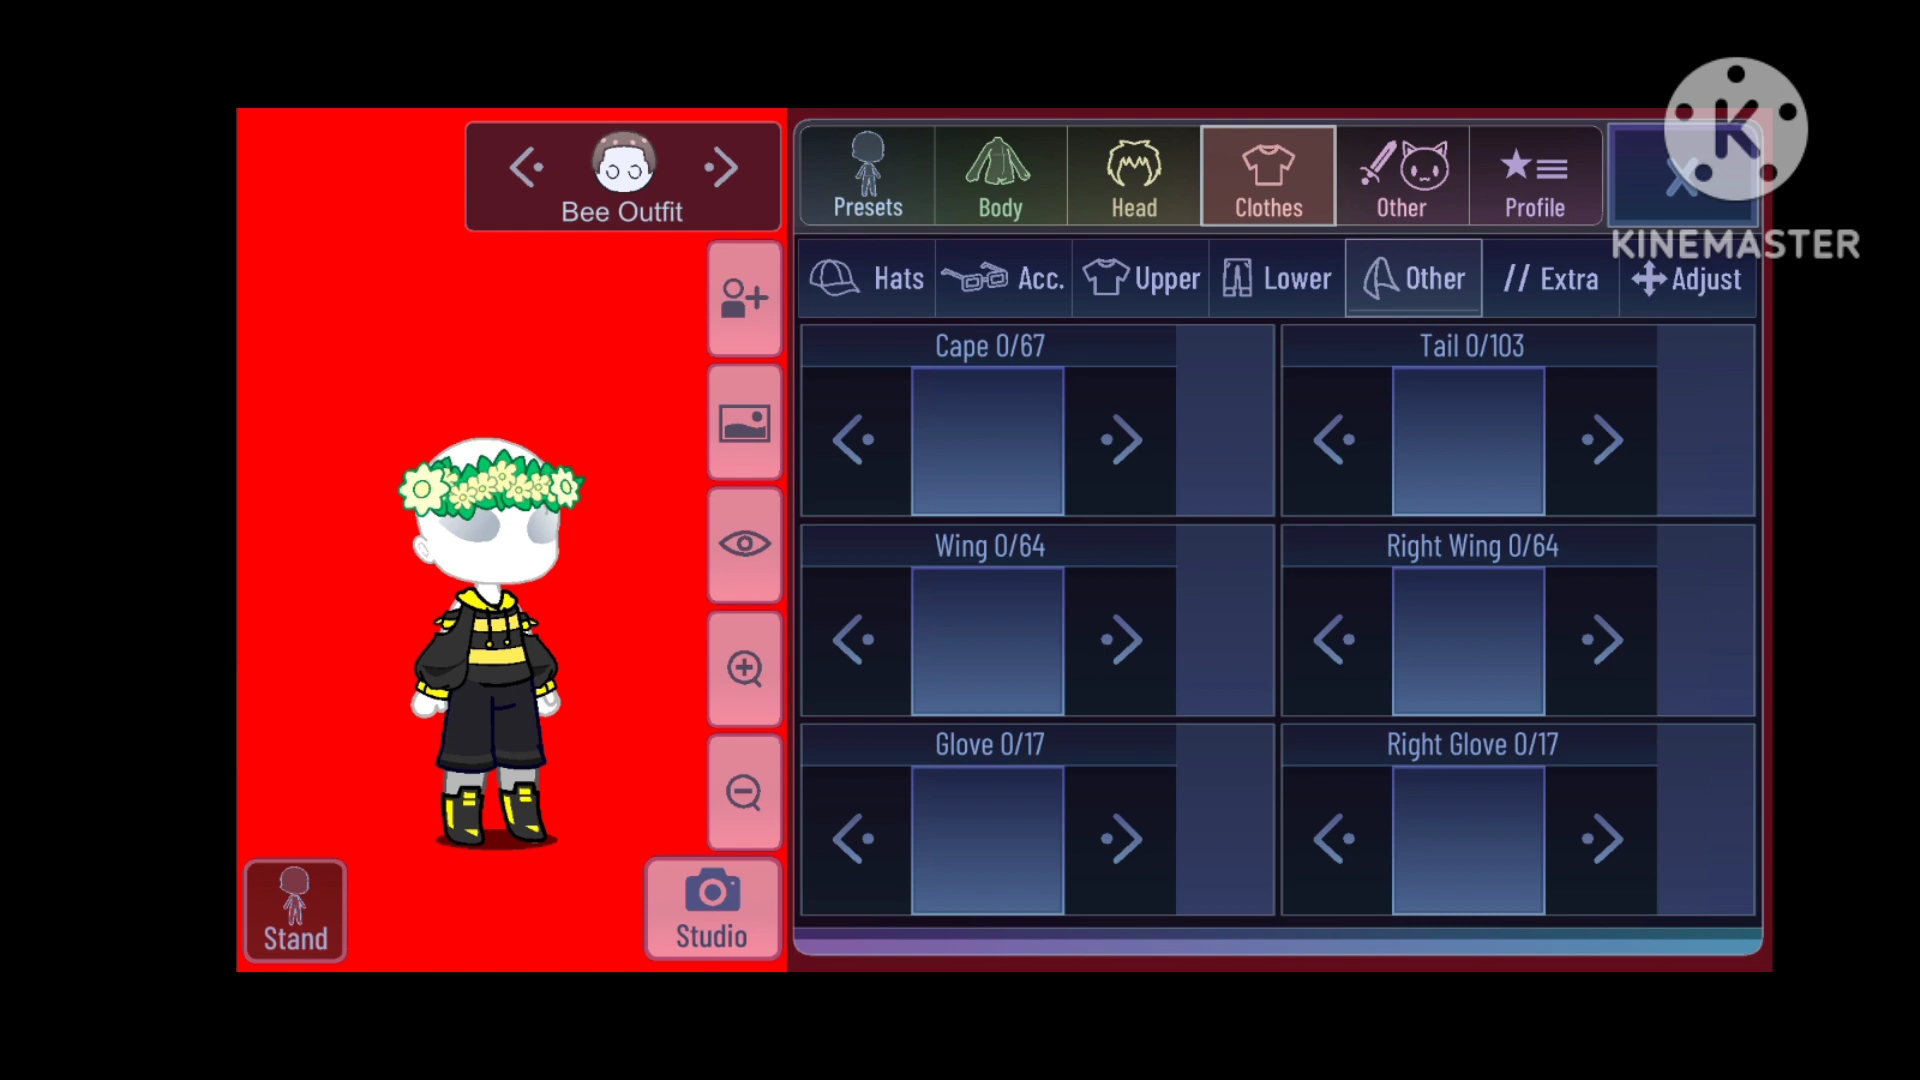 Bee Outfit
Presets
Body
Head
Clothes
Other
Profile
X
K
KINEMASTER
Hats
Acc.
Upper
Lower
Other
// Extra
Adjust
Cape 0/67
Tail 0/103
Wing 0/64
Right Wing 0/64
Glove 0/17
Right Glove 0/17
Stand
Studio